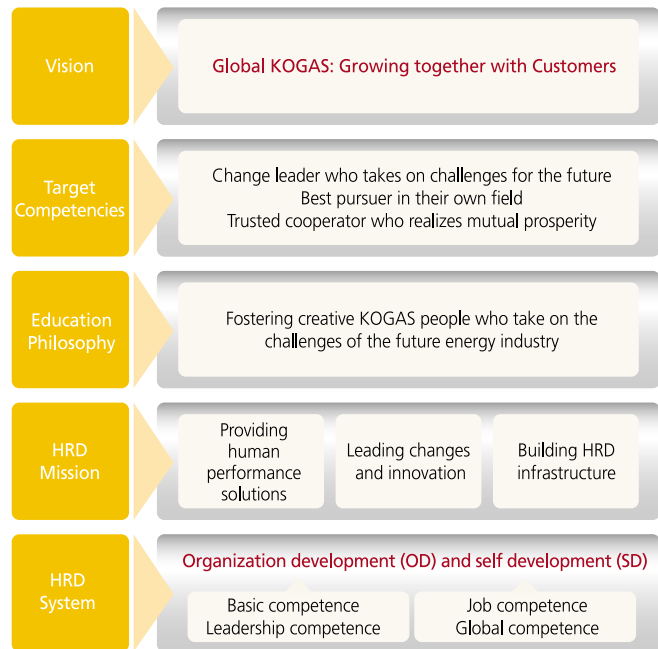 Vision
Global KOGAS: Growing together with Customers
Target
Competencies
Change leader who takes on challenges for the future
Best pursuer in their own field
Trusted cooperator who realizes mutual prosperity
Education
Philosophy
Fostering creative KOGAS people who take on the
challenges of the future energy industry
HRD
Mission
Providing
human
performance
solutions
Leading changes
and innovation
Building HRD
infrastructure
HRD
System
Organization development (OD) and self development (SD)
Basic competence
Leadership competence
Job competence
Global competence